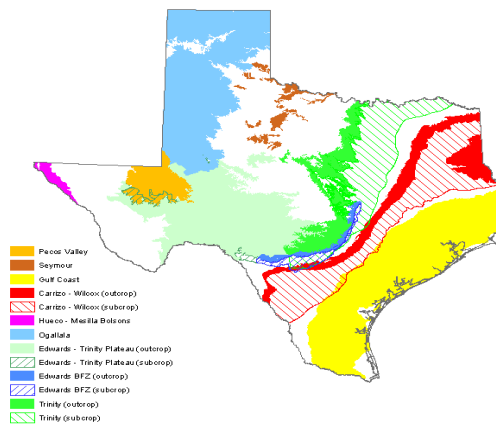 Pecos Valley
Seymour
Gulf Coast
Carrizo - Wilcox (outcrop)
Carrizo - Wilcox (subcrop)
Hueco - Mesilla Bolsons
Ogallala
Edwards - Trinity Plateau (outcrop)
Edwards - Trinity Plateau (subcrop)
Edwards BFZ (outcrop)
Edwards BFZ (subcrop)
Trinity (outcrop)
Trinity (subcrop)